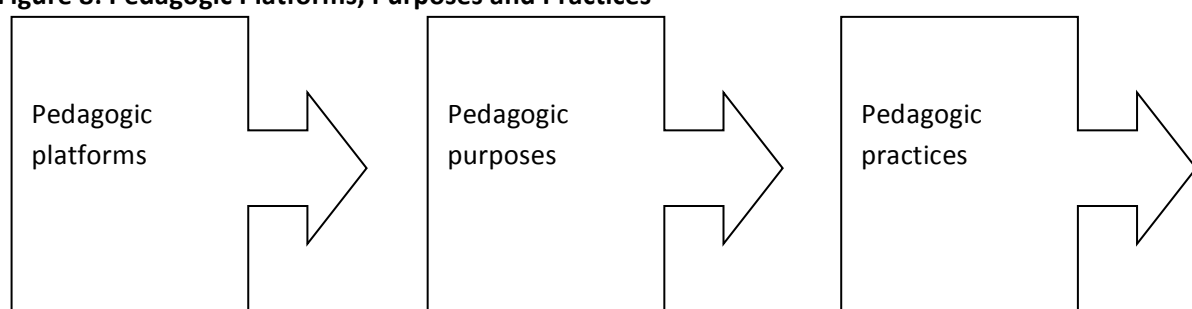 Figure Pedagogic Platforms, Purposes and Practices
Pedagogic
platforms
Pedagogic
purposes
Pedagogic
practices